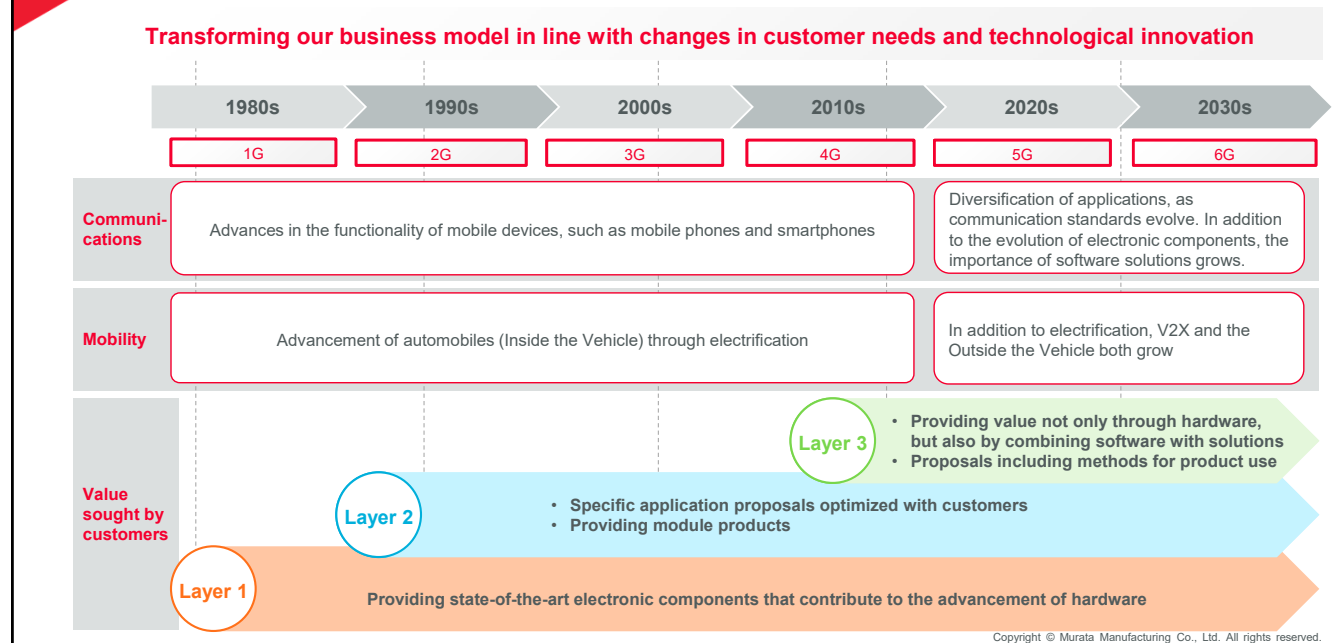 Transforming our business model in line with changes in customer needs and technological innovation
1980s
1990s
2000s
2010s
2020s
2030s
1G
2G
3G
4G
5G
6G
Communi-
cations
Advances in the functionality of mobile devices, such as mobile phones and smartphones
Diversification of applications, as
communication standards evolve. In addition
to the evolution of electronic components, the
importance of software solutions grows.
Mobility
Advancement of automobiles (Inside the Vehicle) through electrification
In addition to electrification, V2X and the
Outside the Vehicle both grow
Value
sought by
customers
Layer 3
• Providing value not only through hardware,
but also by combining software with solutions
• Proposals including methods for product use
Layer 2
• Specific application proposals optimized with customers
• Providing module products
Layer 1
Providing state-of-the-art electronic components that contribute to the advancement of hardware
Copyright © Murata Manufacturing Co., Ltd. All rights reserved.